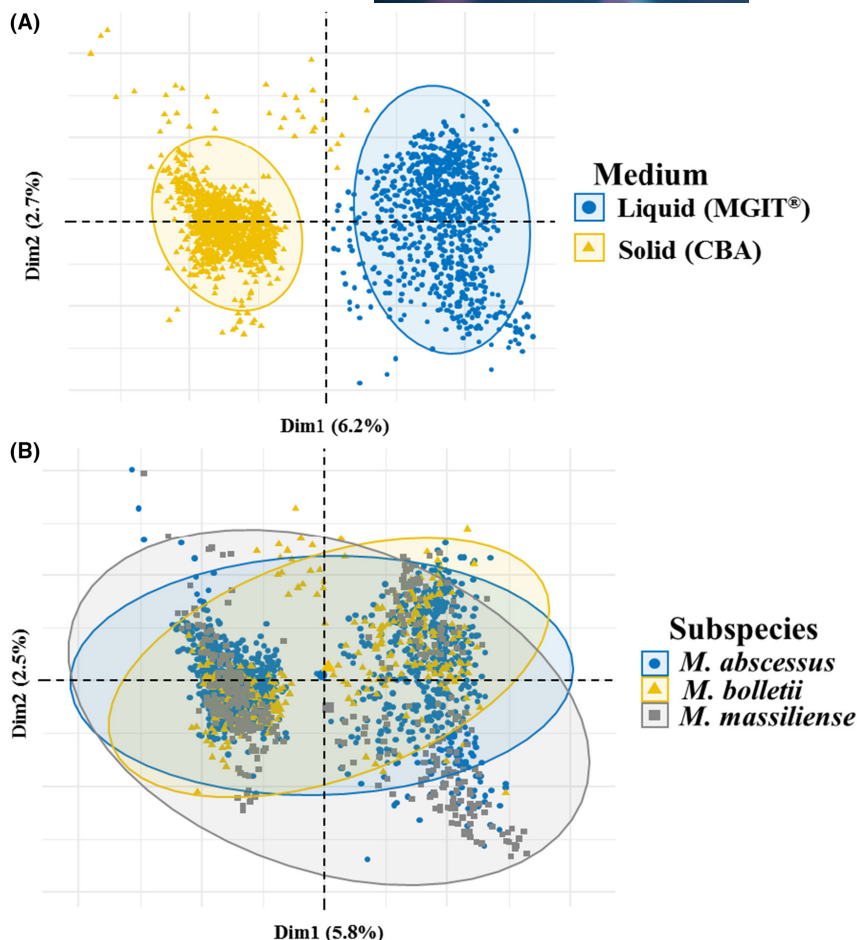 (A)
Dim2 (2.7%)
Dim1 (6.2%)
Medium
Liquid (MGIT®)
Solid (CBA)
(B)
Dim2 (2.5%)
Dim1 (5.8%)
Subspecies
M. abscessus
M. bolletii
M. massiliense